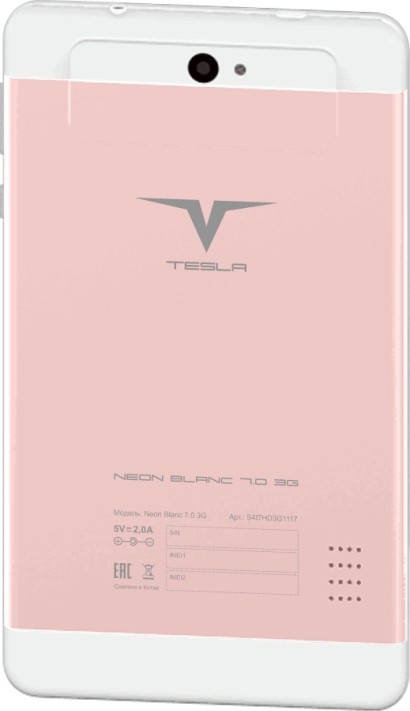 TESLA
NEON BLANC 7.0 3G
Модель: Neon Blanc 7.0 3G Арт.: S4I7HD3G1117
5V⎓2,0A
S/N
IMEI1
EAC
IMEI2
Сделано в Китае